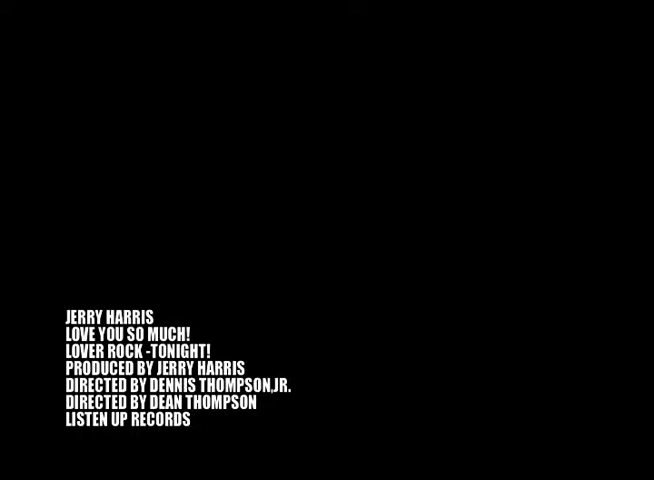 JERRY HARRIS
LOVE YOU SO MUCH!
LOVER ROCK -TONIGHT!
PRODUCED BY JERRY HARRIS
DIRECTED BY DENNIS THOMPSON,JR.
DIRECTED BY DEAN THOMPSON
LISTEN UP RECORDS